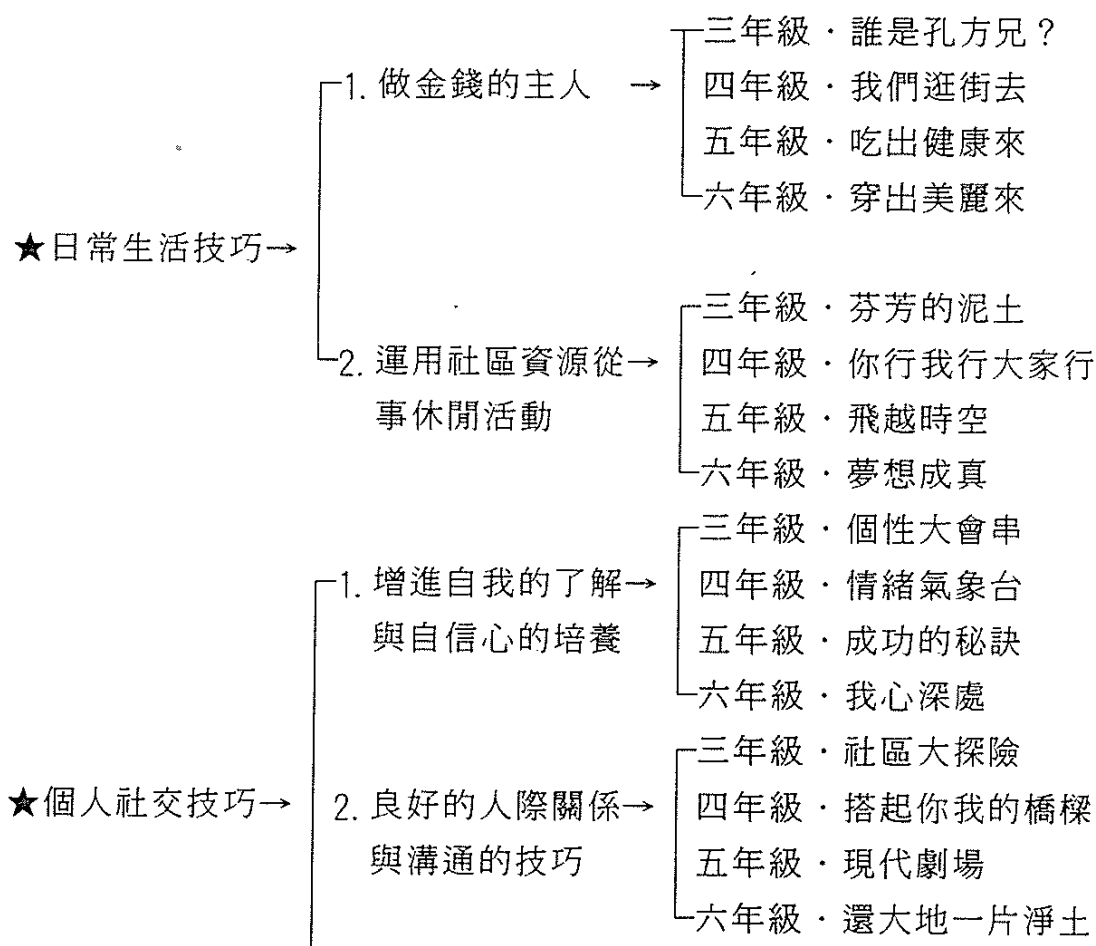 ★日常生活技巧→
1. 做金錢的主人 →
三年級・誰是孔方兄?
四年級・我們逛街去
五年級・吃出健康來
六年級・穿出美麗來
2. 運用社區資源從→
事休閒活動
三年級・芬芳的泥土
四年級・你行我行大家行
五年級・飛越時空
六年級・夢想成真
★個人社交技巧→
1. 增進自我的了解→
與自信心的培養
三年級・個性大會串
四年級・情緒氣象台
五年級・成功的秘訣
六年級・我心深處
2. 良好的人際關係→
與溝通的技巧
三年級・社區大探險
四年級・搭起你我的橋樑
五年級・現代劇場
六年級・還大地一片淨土